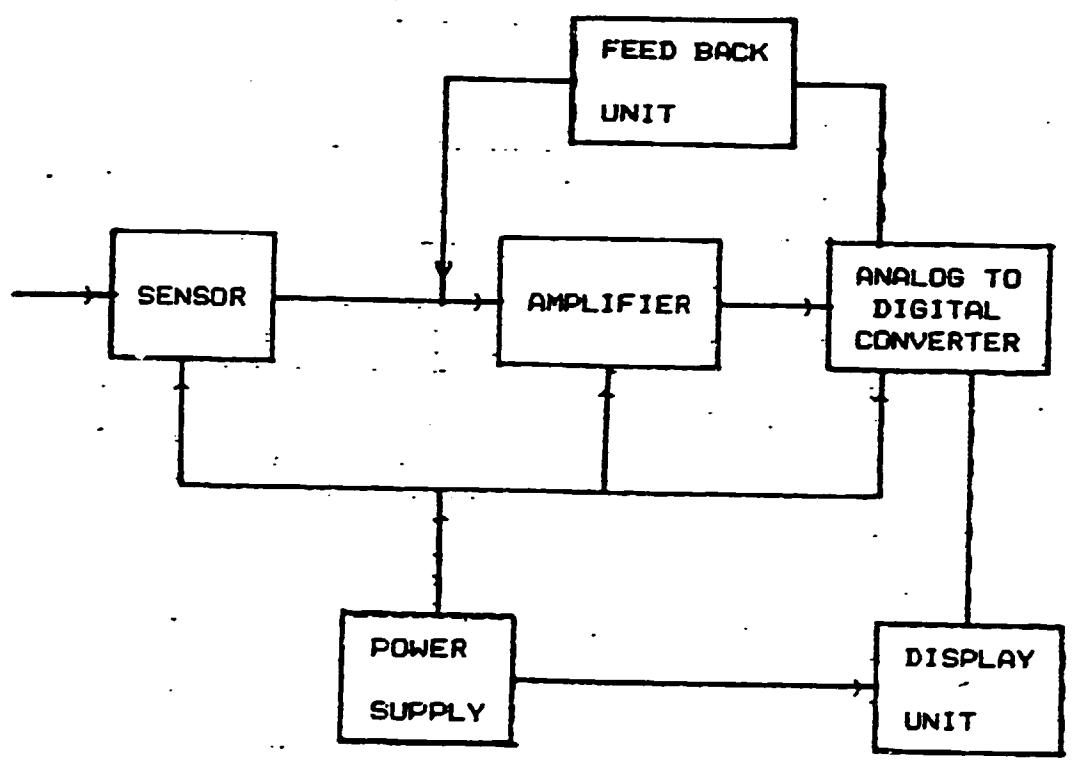 FEED BACK
UNIT
SENSOR
AMPLIFIER
ANALOG TO
DIGITAL
CONVERTER
POWER
SUPPLY
DISPLAY
UNIT